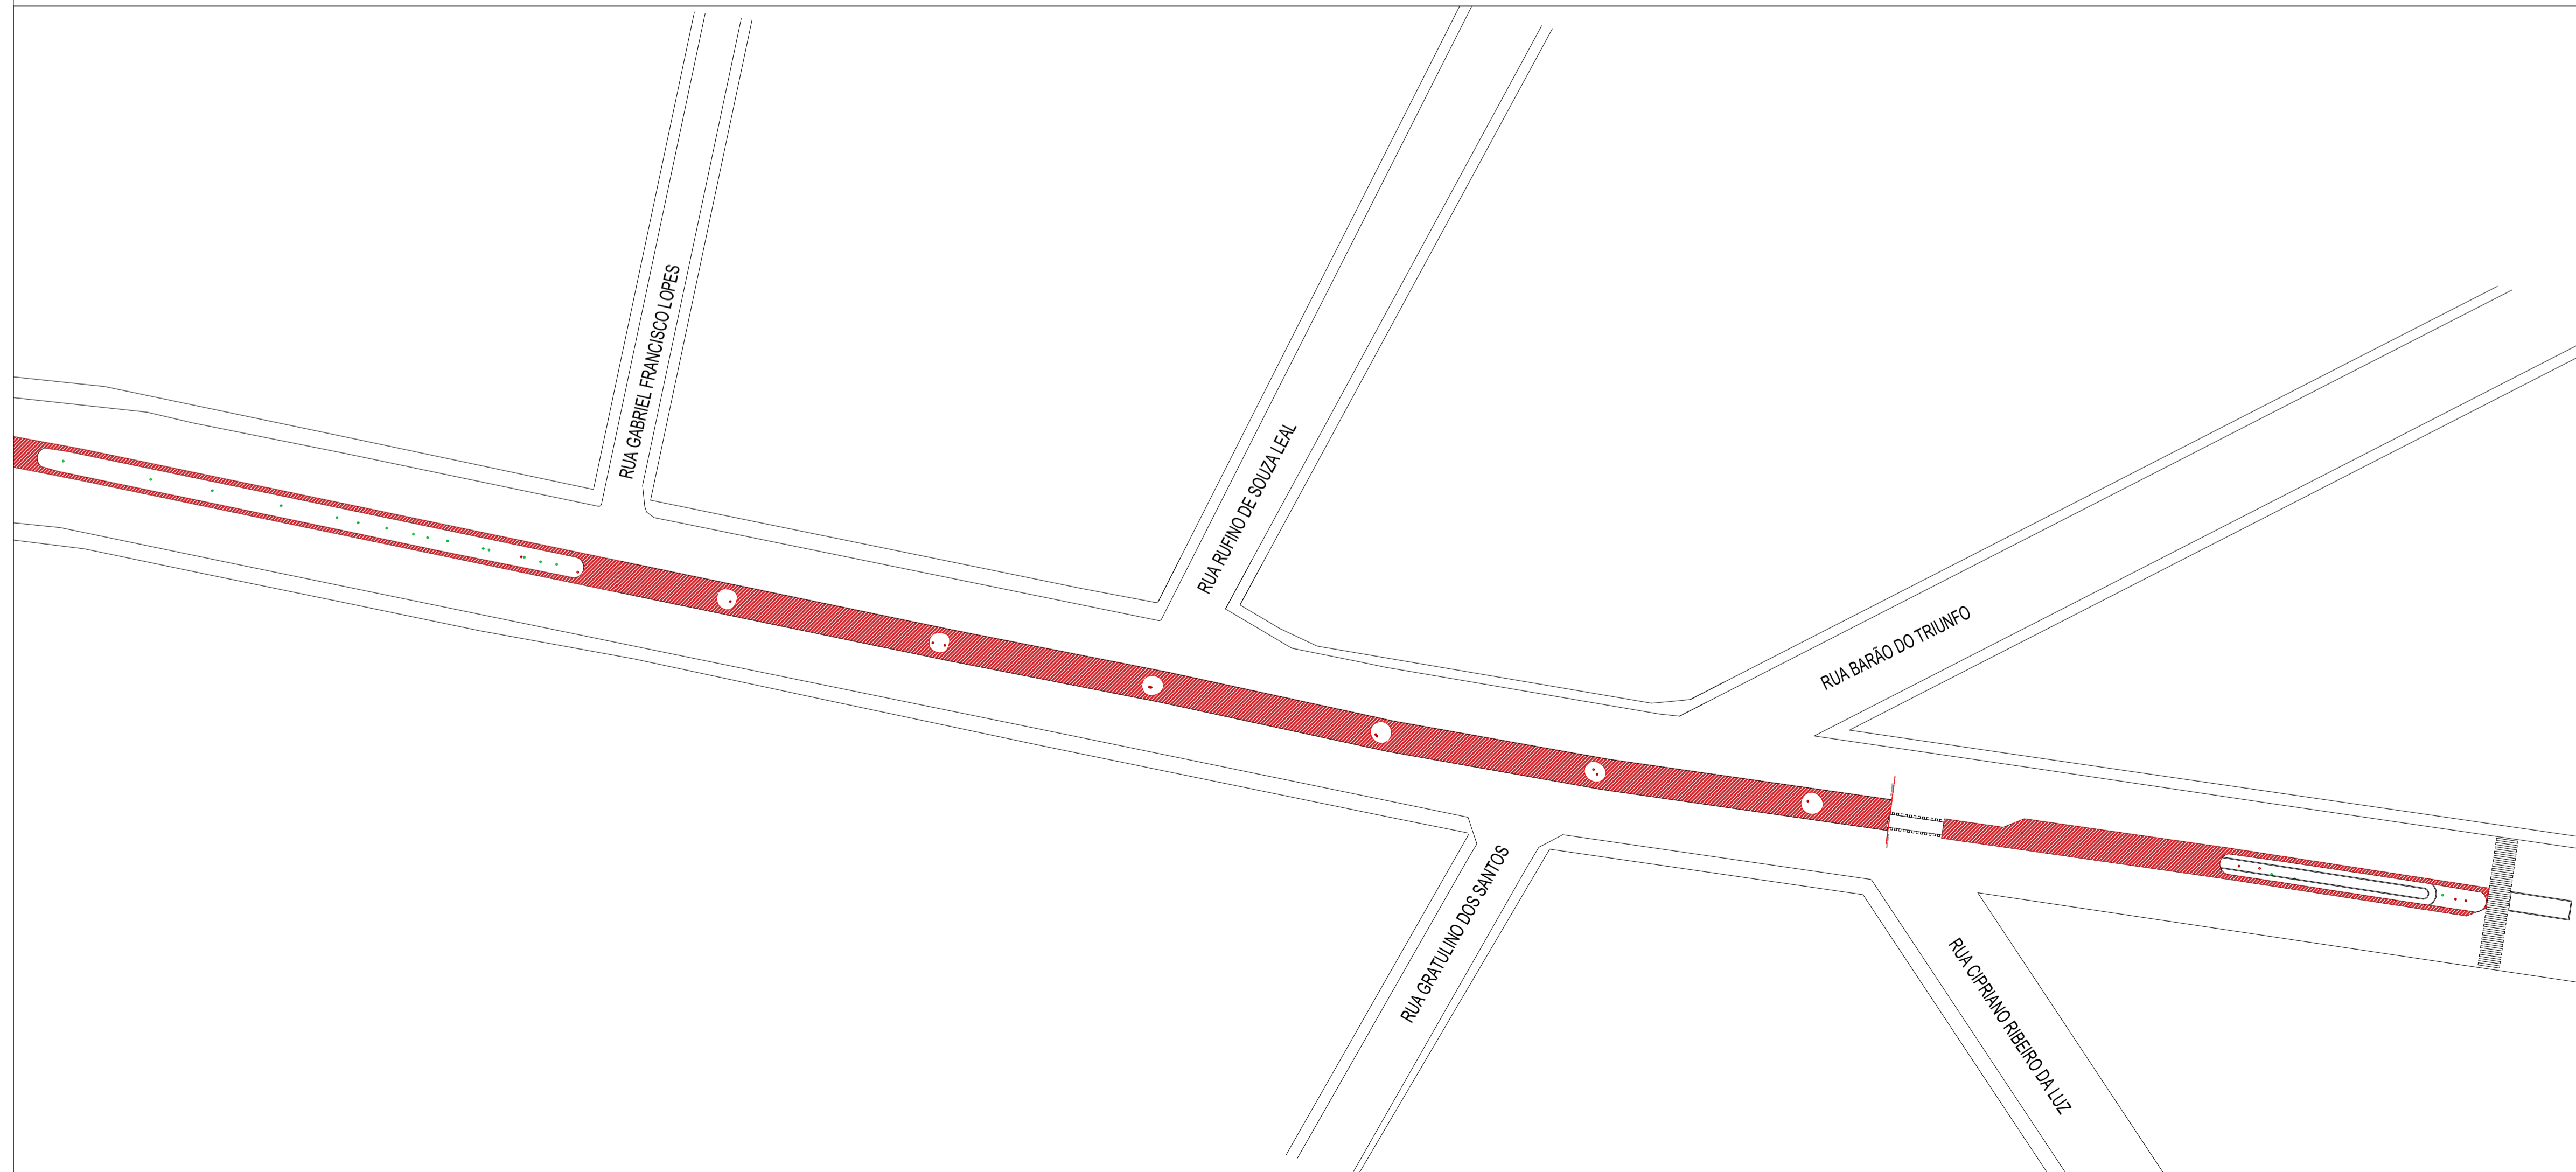 RUA GABRIEL FRANCISCO LOPES
RUA RUFINO DE SOUZA LEAL
RUA BARÃO DO TRIUNFO
RUA GRATULINO DOS SANTOS
RUA CIPRIANO RIBEIRO DA LUZ